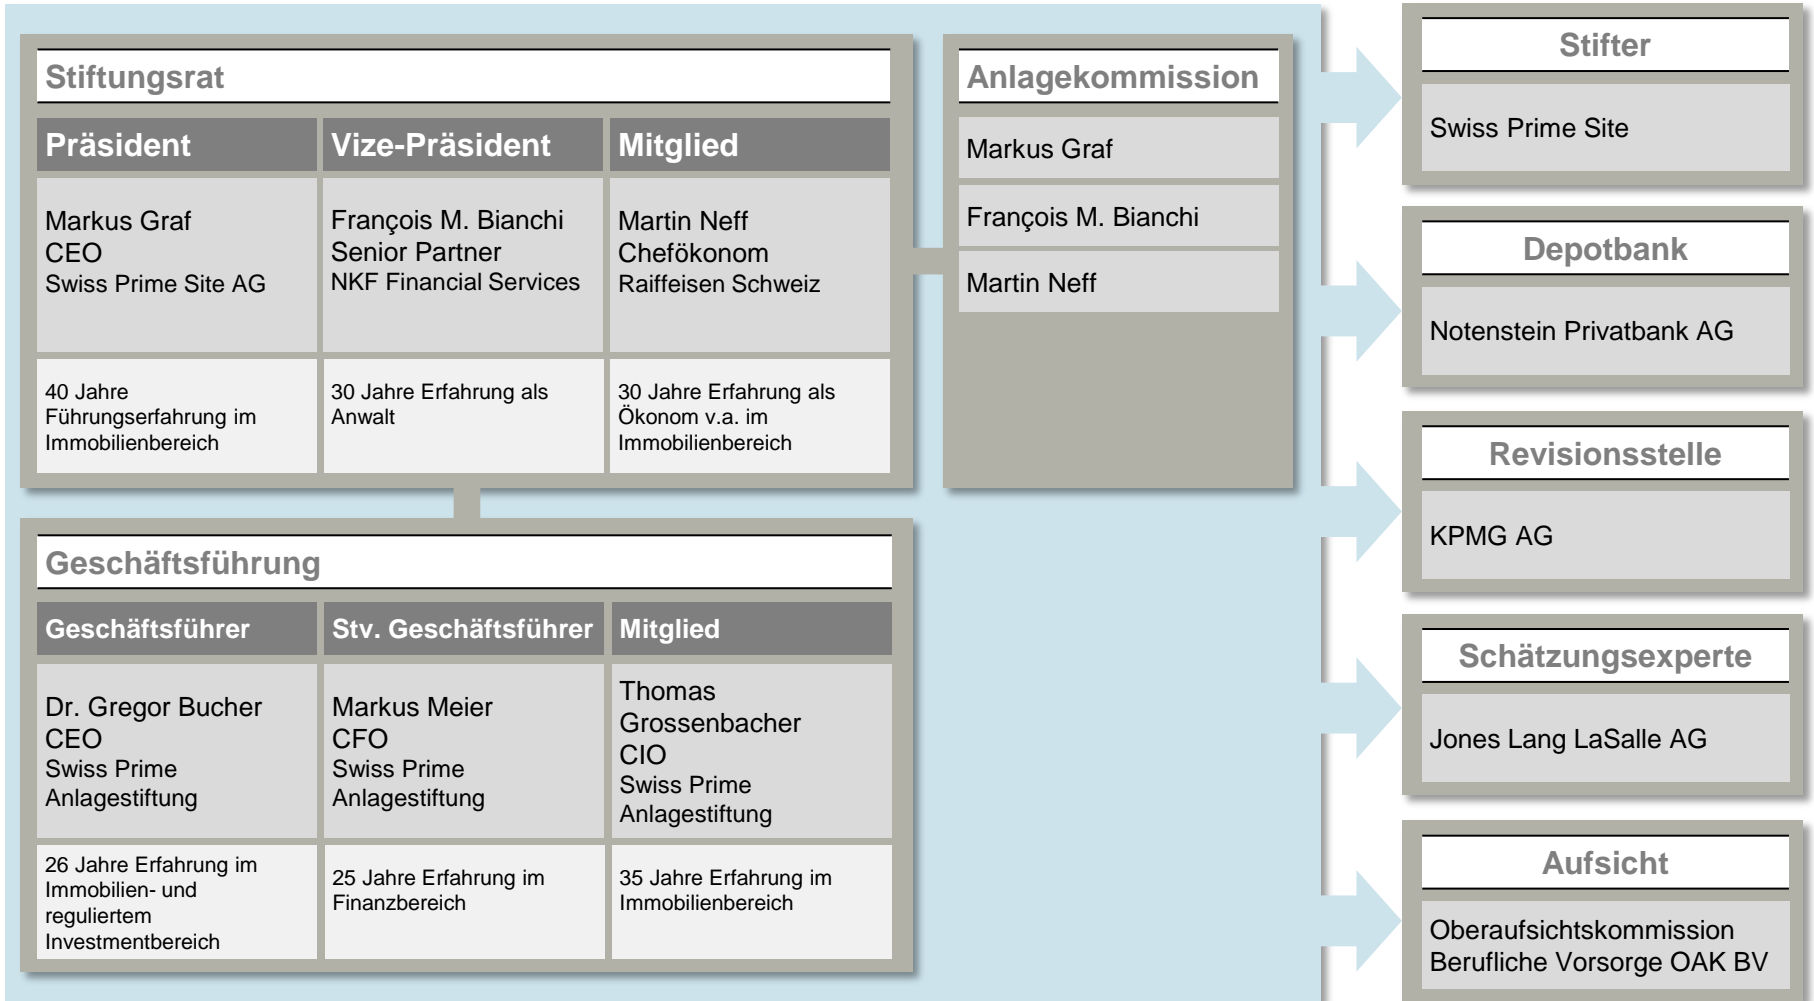 Stiftungsrat
Präsident
Vize-Präsident
Mitglied
Markus Graf
CEO
Swiss Prime Site AG
François M. Bianchi
Senior Partner
NKF Financial Services
Martin Neff
Chefökonom
Raiffeisen Schweiz
40 Jahre
Führungserfahrung im
Immobilienbereich
30 Jahre Erfahrung als
Anwalt
30 Jahre Erfahrung als
Ökonom v.a. im
Immobilienbereich
Anlagekommission
Markus Graf
François M. Bianchi
Martin Neff
Geschäftsführung
Geschäftsführer
Stv. Geschäftsführer
Mitglied
Dr. Gregor Bucher
CEO
Swiss Prime
Anlagestiftung
Markus Meier
CFO
Swiss Prime
Anlagestiftung
Thomas
Grossenbacher
CIO
Swiss Prime
Anlagestiftung
26 Jahre Erfahrung im
Immobilien- und
reguliertem
Investmentbereich
25 Jahre Erfahrung im
Finanzbereich
35 Jahre Erfahrung im
Immobilienbereich
Stifter
Swiss Prime Site
Depotbank
Notenstein Privatbank AG
Revisionsstelle
KPMG AG
Schätzungsexperte
Jones Lang LaSalle AG
Aufsicht
Oberaufsichtskommission
Berufliche Vorsorge OAK BV